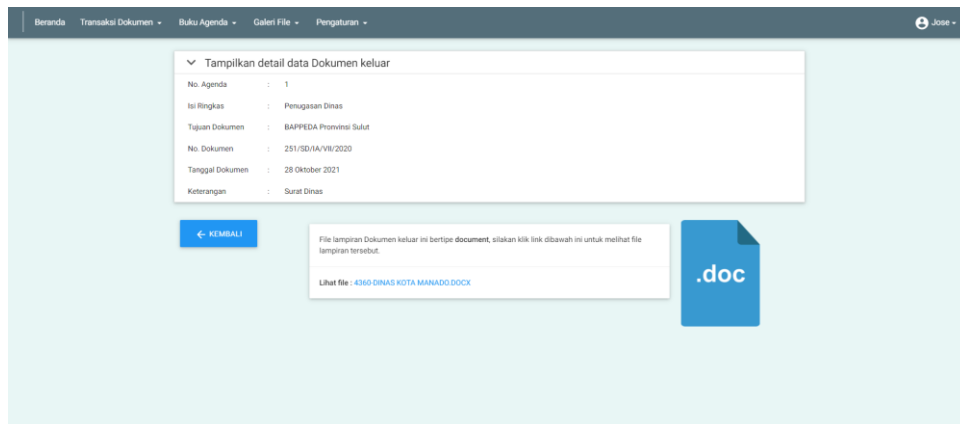 Beranda Transaksi Dokumen Buku Agenda Galeri File Pengaturan Jose
Tampilkan detail data Dokumen keluar
No. Agenda : 1
Isi Ringkas : Penugasan Dinas
Tujuan Dokumen : BAPPEDA Pronvinsi Sulut
No. Dokumen : 251/SD/IA/VII/2020
Tanggal Dokumen : 28 Oktober 2021
Keterangan : Surat Dinas
KEMBALI
File lampiran Dokumen keluar ini bertipe document, silakan klik link dibawah ini untuk melihat file
lampiran tersebut.
Lihat file : 4360-DINAS KOTA MANADO.DOCX
.doc